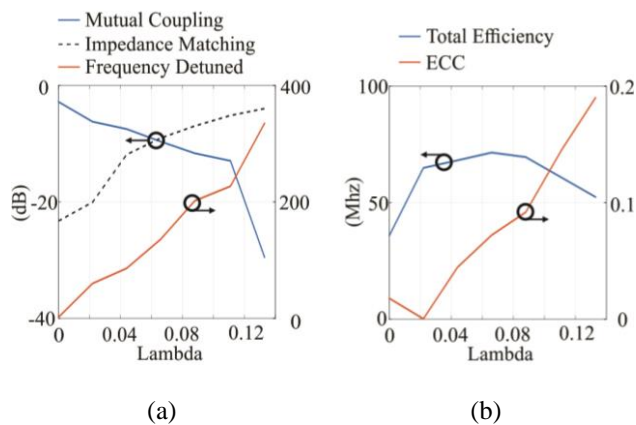 Mutual Coupling
Impedance Matching
Frequency Detuned
0
-20
-40
(dB)
400
200
0
0 0.04 0.08 0.12
Lambda
(a)
Total Efficiency
ECC
100
50
0
(Mhz)
0.2
0.1
0
0 0.04 0.08 0.12
Lambda
(b)